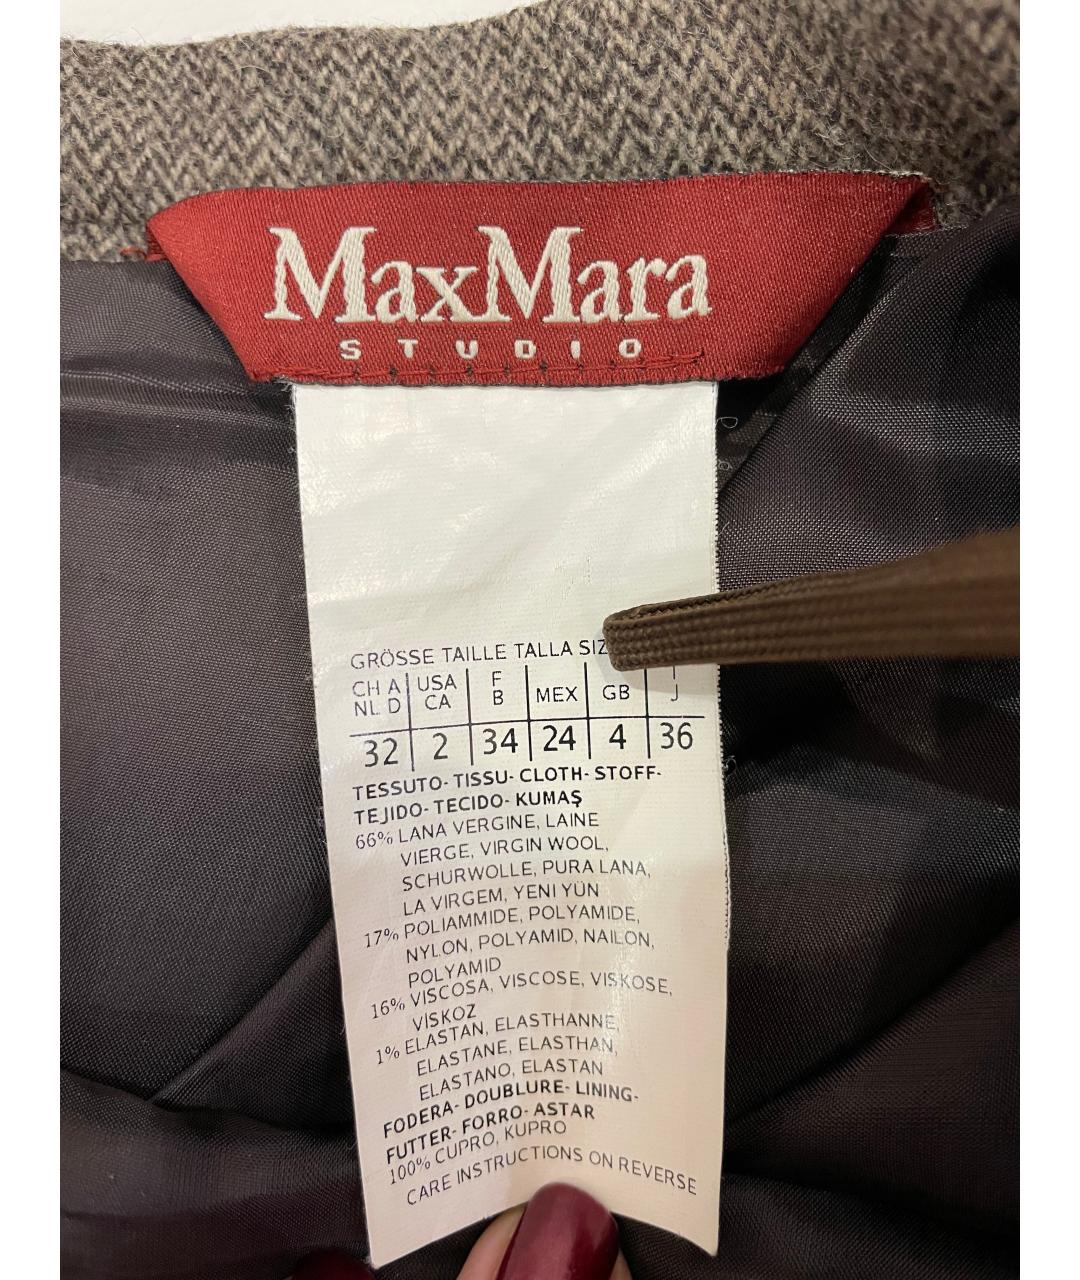 MaxMara
STUDIO
GRÖSSE TAILLE TALLA
CH A USA F MEX GB
NL D CA B J
32 2 34 24 4 36
TESSUTO- TISSU- CLOTH- STOFF-
TEJIDO- TECIDO- KUMAŞ
66% LANA VERGINE, LAINE
VIERGE, VIRGIN WOOL,
SCHURWOLLE, PURA LANA,
LA VIRGEM, YENI YÜN
17% POLIAMMIDE, POLYAMIDE,
NYLON, POLYAMID, NAILON,
POLYAMID
16% VISCOSA, VISCOSE, VISKOSE,
VISKOZ
1% ELASTAN, ELASTHANNE,
ELASTANE, ELASTHAN,
ELASTANO, ELASTAN
FODERA- DOUBLURE- LINING-
FUTTER- FORRO- ASTAR
100% CUPRO, KUPRO
CARE INSTRUCTIONS ON REVERSE